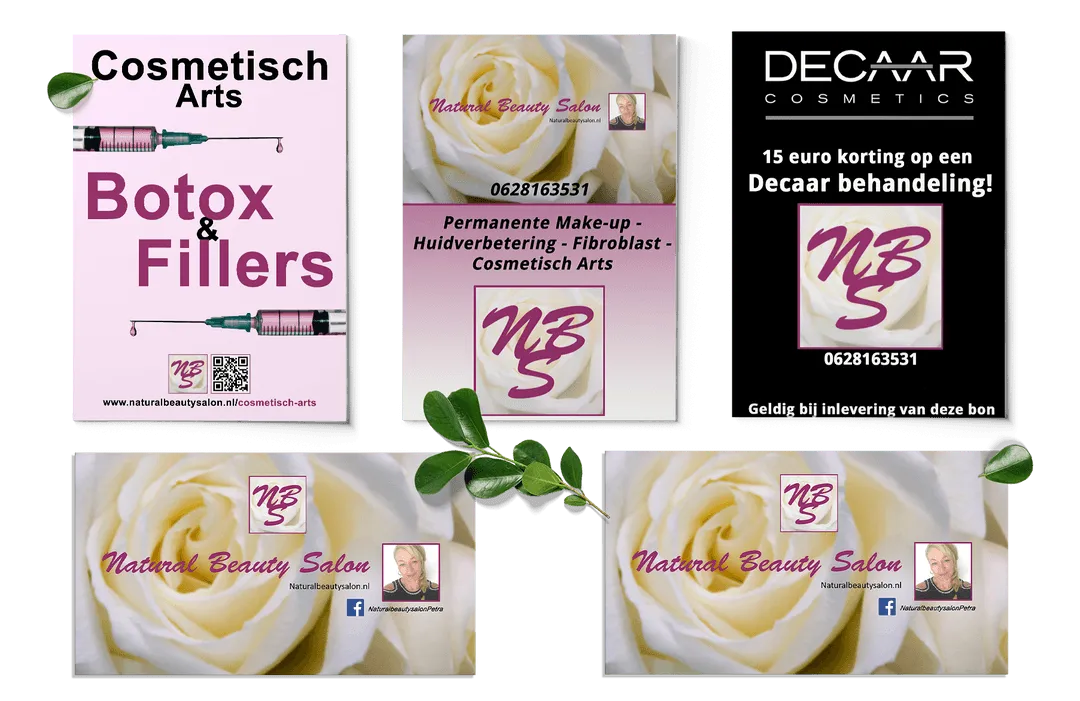 Cosmetisch
Arts
Botox
&
Fillers
NBS
www.naturalbeautysalon.nl/cosmetisch-arts
Natural Beauty Salon
Naturalbeautysalon.nl
0628163531
Permanente Make-up -
Huidverbetering - Fibroblast -
Cosmetisch Arts
NBS
DECAAR
COSMETICS
15 euro korting op een
Decaar behandeling!
NBS
0628163531
Geldig bij inlevering van deze bon
NBS
Natural Beauty Salon
Naturalbeautysalon.nl
NaturalbeautysalonPetra
NBS
Natural Beauty Salon
Naturalbeautysalon.nl
NaturalbeautysalonPetra